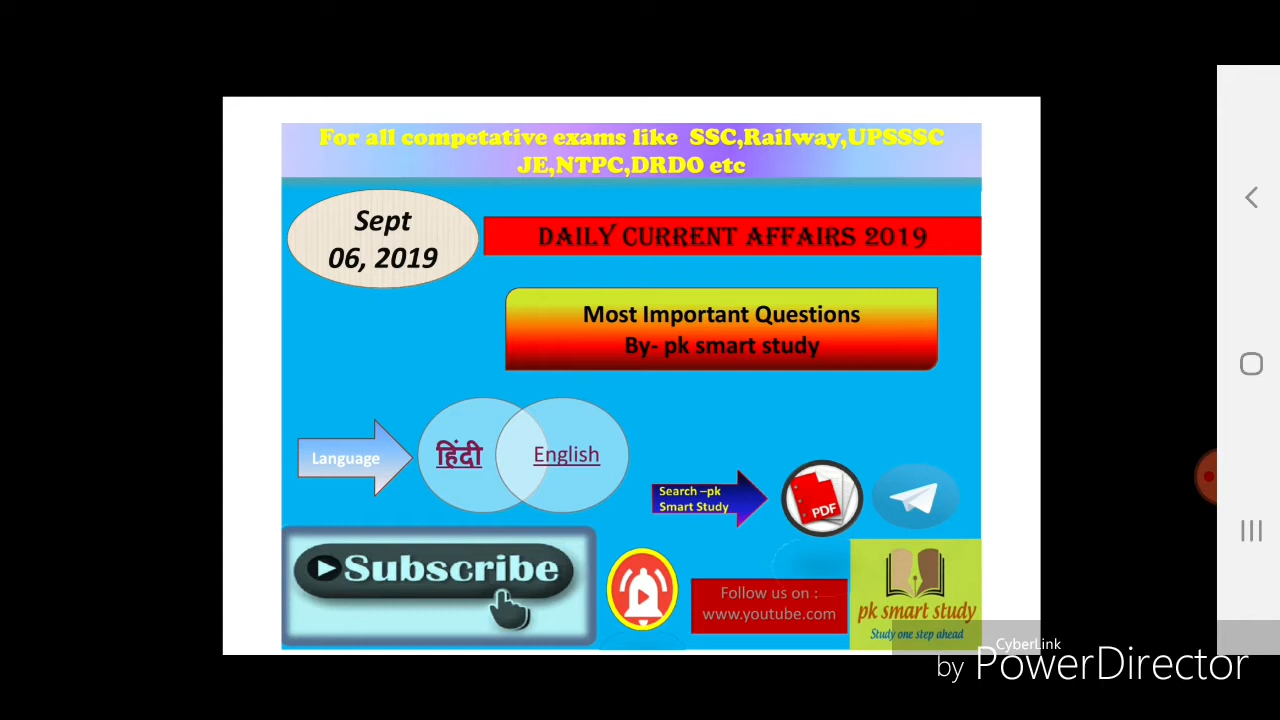 For all competative exams like SSC,Railway,UPSSSC
JE,NTPC,DRDO etc
Sept
06, 2019
DAILY CURRENT AFFAIRS 2019
Most Important Questions
By- pk smart study
Language
हिंदी
English
Search –pk
Smart Study
PDF
Subscribe
Follow us on :
www.youtube.com
pk smart study
Study one step ahead
CyberLink
by PowerDirector